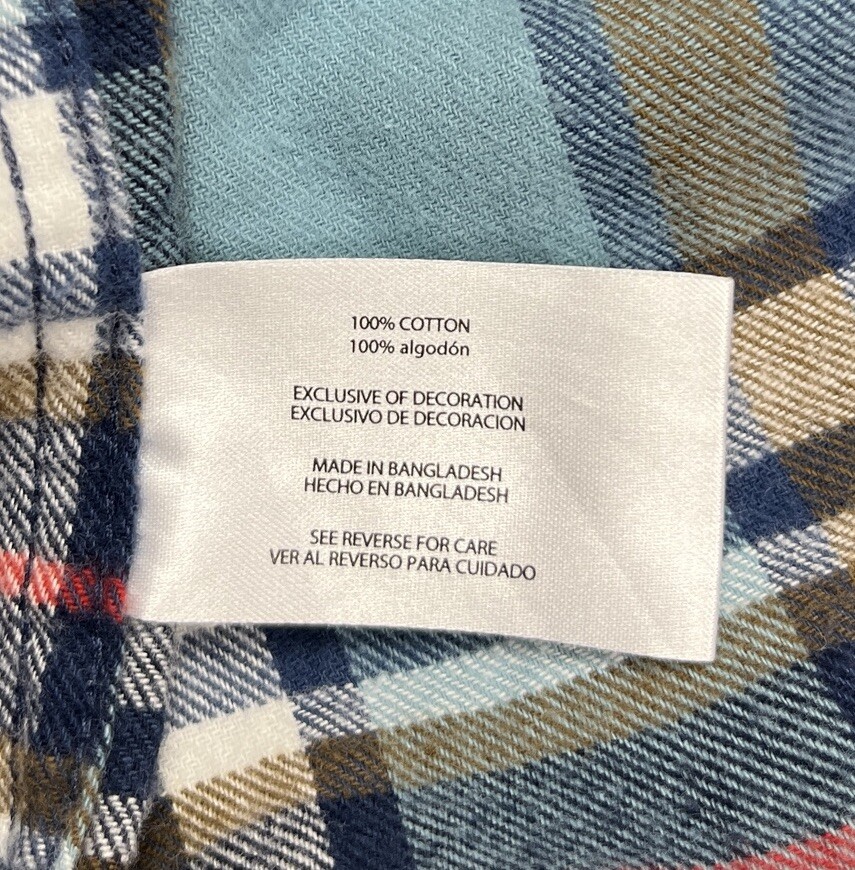 100% COTTON
100% algodón
EXCLUSIVE OF DECORATION
EXCLUSIVO DE DECORACION
MADE IN BANGLADESH
HECHO EN BANGLADESH
SEE REVERSE FOR CARE
VER AL REVERSO PARA CUIDADO